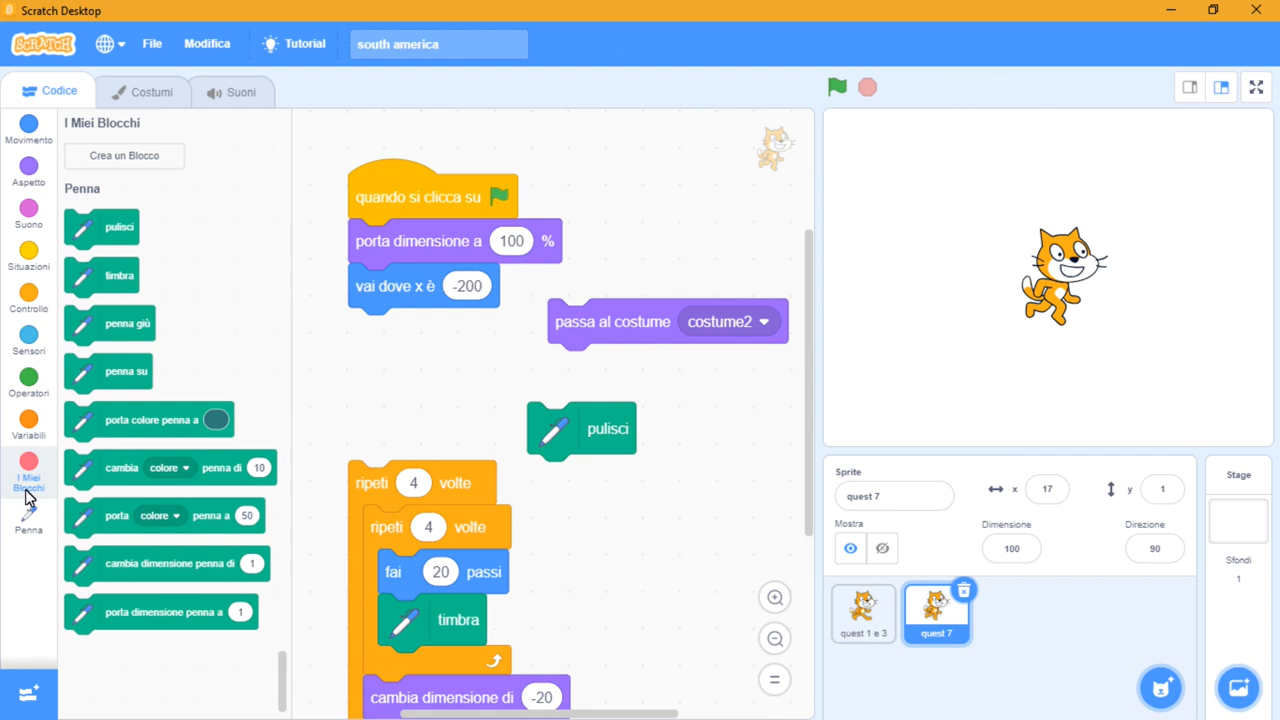 Scratch Desktop
SCRATCH File Modifica Tutorial south america
Codice Costumi Suoni
Movimento
Aspetto
Suono
Situazioni
Controllo
Sensori
Operatori
Variabili
I Miei Blocchi
Penna
I Miei Blocchi
Crea un Blocco
Penna
pulisci
timbra
penna giù
penna su
porta colore penna a
cambia colore penna di 10
porta colore penna a 50
cambia dimensione penna di 1
porta dimensione penna a 1
quando si clicca su
porta dimensione a 100 %
vai dove x è -200
passa al costume costume2
pulisci
ripeti 4 volte
ripeti 4 volte
fai 20 passi
timbra
cambia dimensione di -20
Sprite
quest 7 x 17 y 1
Mostra Dimensione Direzione
100 90
quest 1 e 3 quest 7
Stage
Sfondi
1